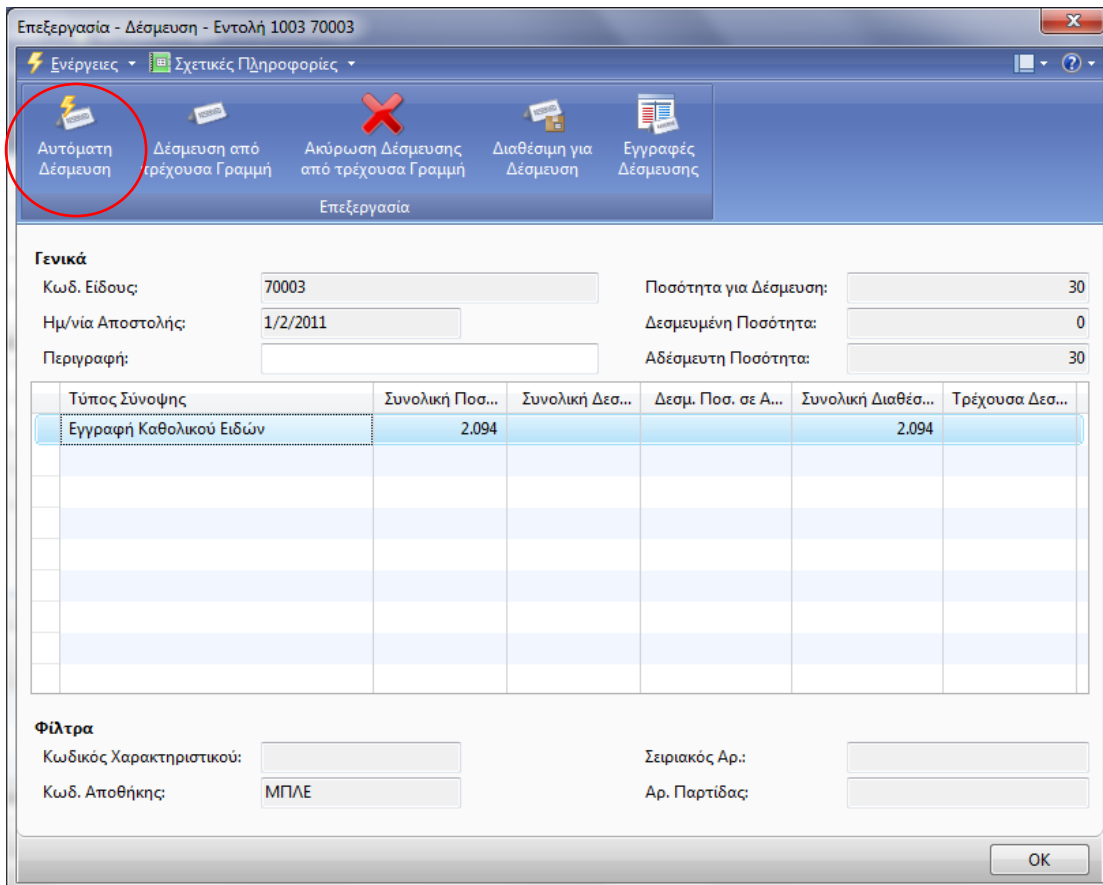 Επεξεργασία - Δέσμευση - Εντολή 1003 70003
Ενέργειες Σχετικές Πληροφορίες
Αυτόματη Δέσμευση
Δέσμευση από τρέχουσα Γραμμή
Ακύρωση Δέσμευσης από τρέχουσα Γραμμή
Διαθέσιμη για Δέσμευση
Εγγραφές Δέσμευσης
Επεξεργασία
Γενικά
Κωδ. Είδους: 70003 Ποσότητα για Δέσμευση: 30
Ημ/νία Αποστολής: 1/2/2011 Δεσμευμένη Ποσότητα: 0
Περιγραφή: Αδέσμευτη Ποσότητα: 30
Τύπος Σύνοψης Συνολική Ποσ... Συνολική Δεσ... Δεσμ. Ποσ. σε Α... Συνολική Διαθέσ... Τρέχουσα Δεσ...
Εγγραφή Καθολικού Ειδών 2.094 2.094
Φίλτρα
Κωδικός Χαρακτηριστικού: Σειριακός Αρ.:
Κωδ. Αποθήκης: ΜΠΛΕ Αρ. Παρτίδας:
OK